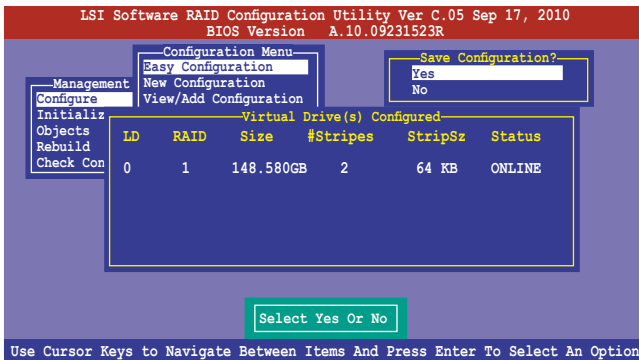 LSI Software RAID Configuration Utility Ver C.05 Sep 17, 2010
BIOS Version A.10.09231523R
Configuration Menu
Easy Configuration
New Configuration
View/Add Configuration
Save Configuration?
Yes
No
Management
Configure
Initializ
Objects
Rebuild
Check Con
Virtual Drive(s) Configured
LD RAID Size #Stripes StripSz Status
0 1 148.580GB 2 64 KB ONLINE
Select Yes Or No
Use Cursor Keys to Navigate Between Items And Press Enter To Select An Option